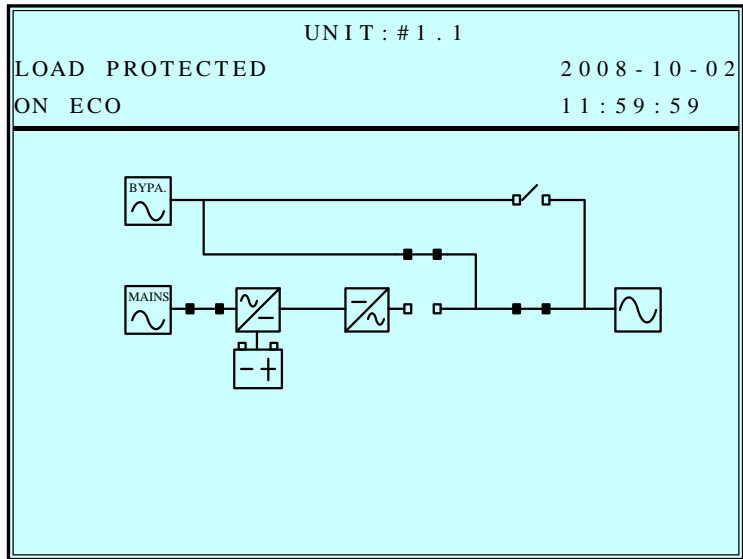 UNIT:#1.1
LOAD PROTECTED 2008-10-02
ON ECO 11:59:59
BYPA.
MAINS